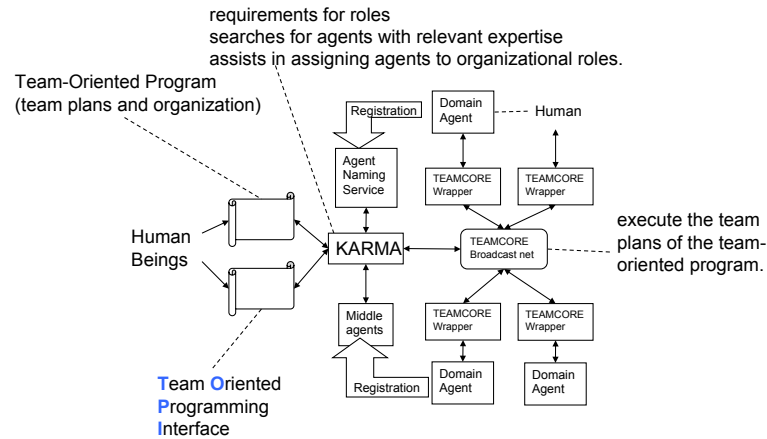 requirements for roles
searches for agents with relevant expertise
assists in assigning agents to organizational roles.
Team-Oriented Program
(team plans and organization)
Registration
Domain
Agent
Human
Agent
Naming
Service
TEAMCORE
Wrapper
TEAMCORE
Wrapper
Human
Beings
KARMA
TEAMCORE
Broadcast net
execute the team
plans of the team-
oriented program.
Middle
agents
TEAMCORE
Wrapper
TEAMCORE
Wrapper
Registration
Domain
Agent
Domain
Agent
Team Oriented
Programming
Interface